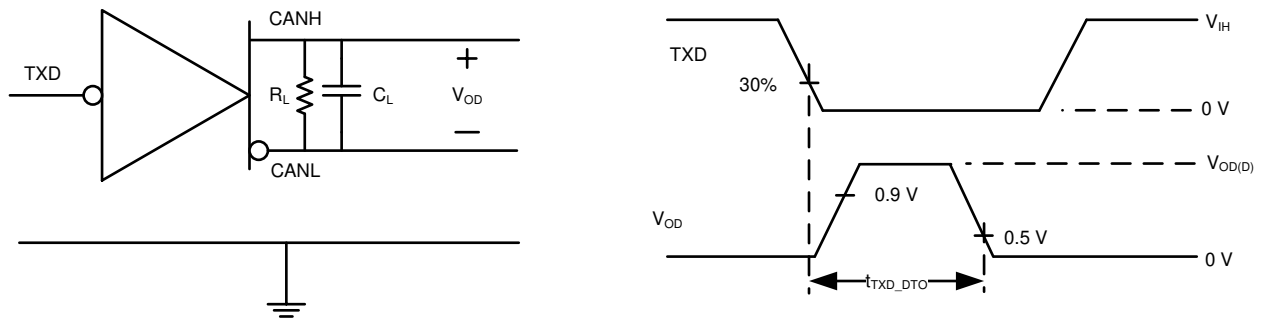 CANH
TXD
R_L
C_L
+
V_OD
—
CANL
TXD
30%
V_IH
0 V
V_OD
0.9 V
V_OD(D)
0.5 V
0 V
t_TXD_DTO